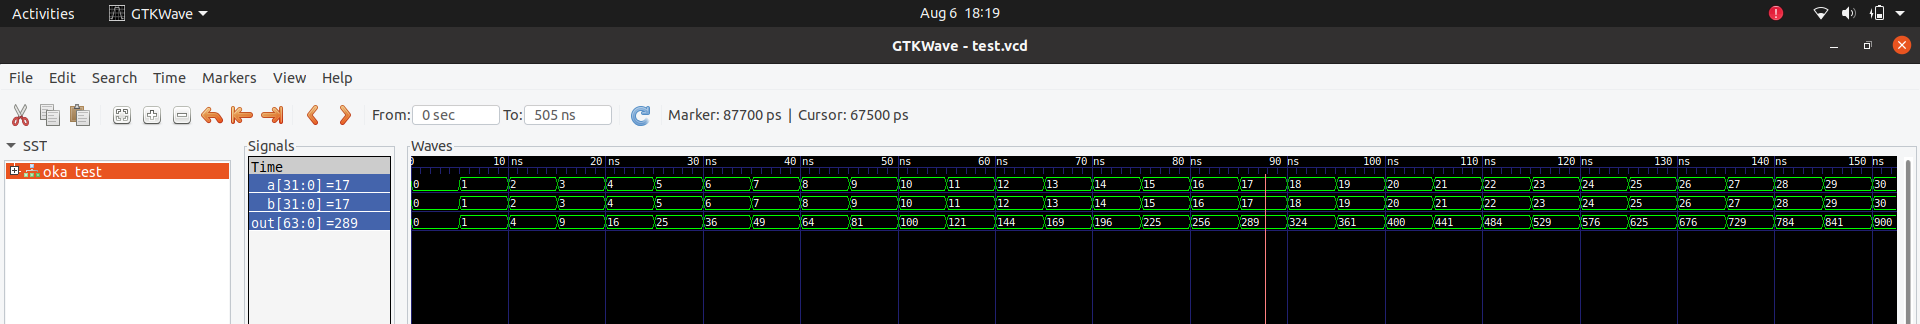 Activities GTKWave Aug 6 18:19
GTKWave - test.vcd
File Edit Search Time Markers View Help
From: 0 sec To: 505 ns Marker: 87700 ps | Cursor: 67500 ps
SST Signals Waves
Time 0 10 ns 20 ns 30 ns 40 ns 50 ns 60 ns 70 ns 80 ns 90 ns 100 ns 110 ns 120 ns 130 ns 140 ns 150 ns
oka_test
a[31:0] =17 0 1 2 3 4 5 6 7 8 9 10 11 12 13 14 15 16 17 18 19 20 21 22 23 24 25 26 27 28 29 30
b[31:0] =17 0 1 2 3 4 5 6 7 8 9 10 11 12 13 14 15 16 17 18 19 20 21 22 23 24 25 26 27 28 29 30
out[63:0] =289 0 1 4 9 16 25 36 49 64 81 100 121 144 169 196 225 256 289 324 361 400 441 484 529 576 625 676 729 784 841 900